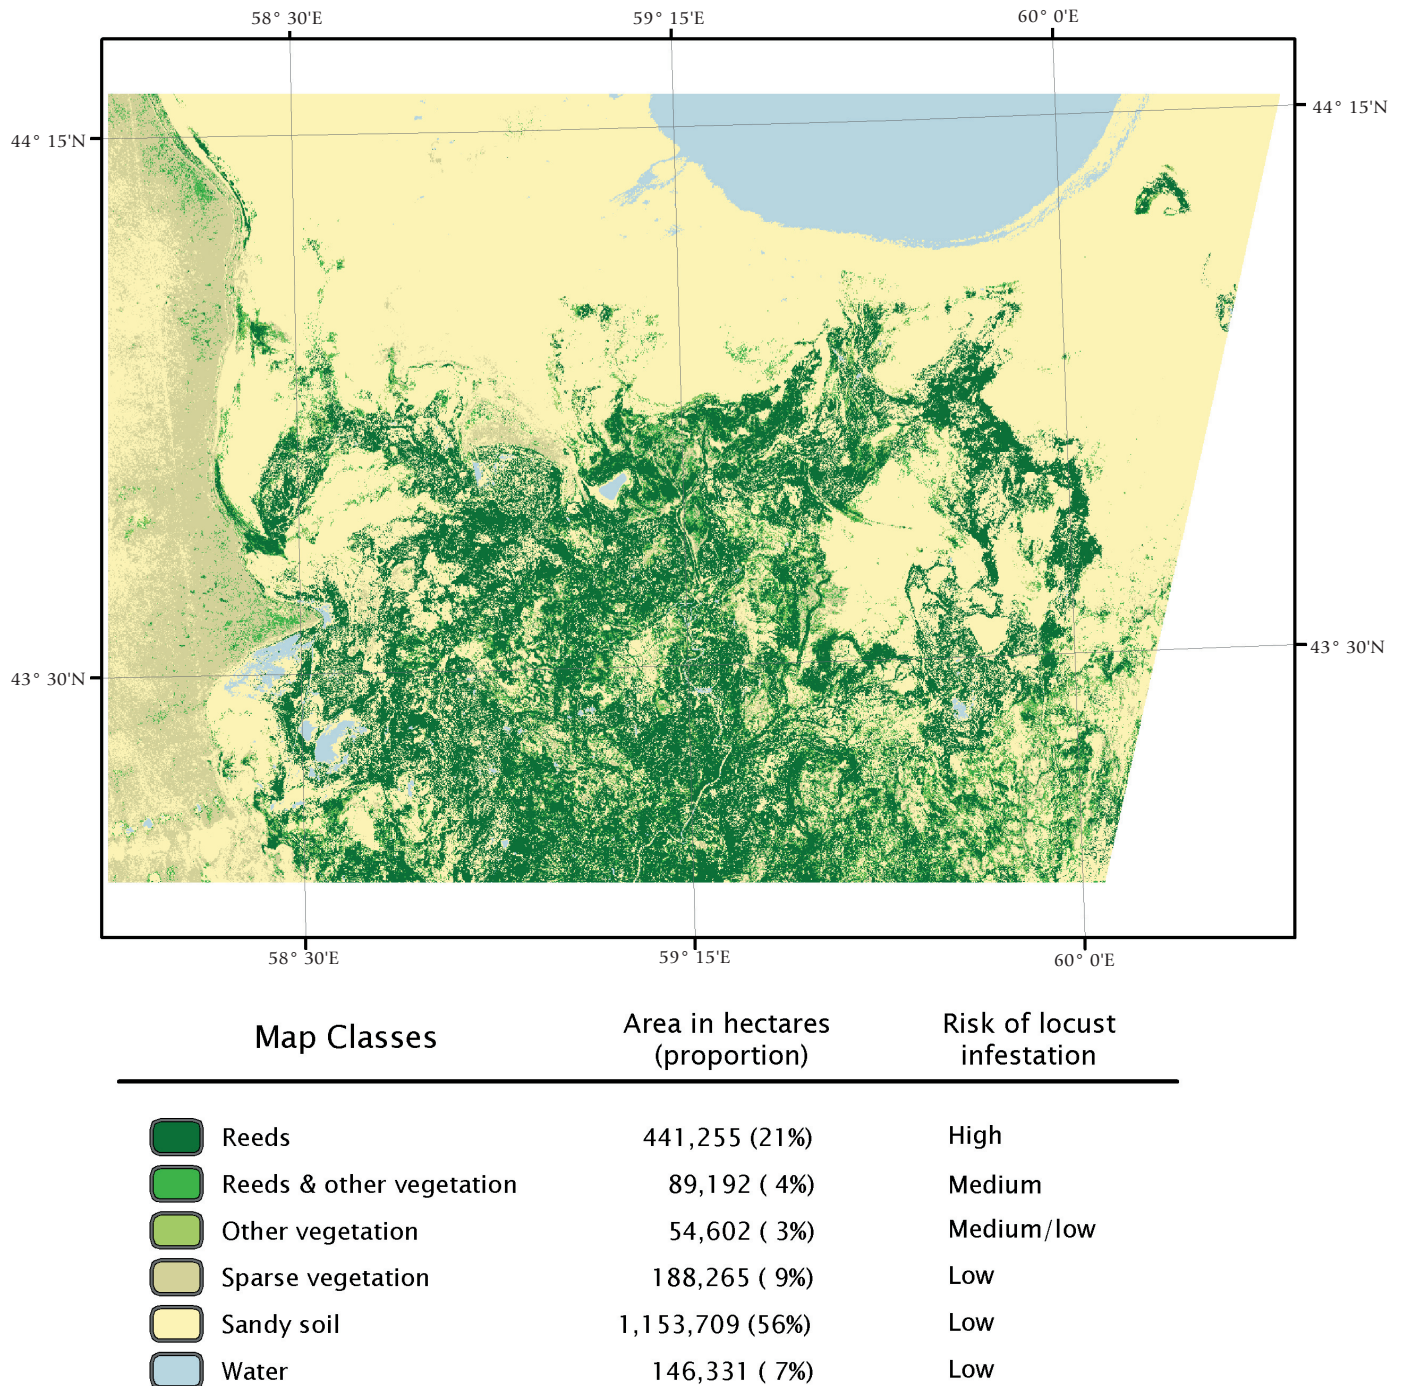 58° 30'E 59° 15'E 60° 0'E
44° 15'N 44° 15'N
43° 30'N 43° 30'N
58° 30'E 59° 15'E 60° 0'E
Map Classes Area in hectares (proportion) Risk of locust infestation
Reeds 441,255 (21%) High
Reeds & other vegetation 89,192 ( 4%) Medium
Other vegetation 54,602 ( 3%) Medium/low
Sparse vegetation 188,265 ( 9%) Low
Sandy soil 1,153,709 (56%) Low
Water 146,331 ( 7%) Low